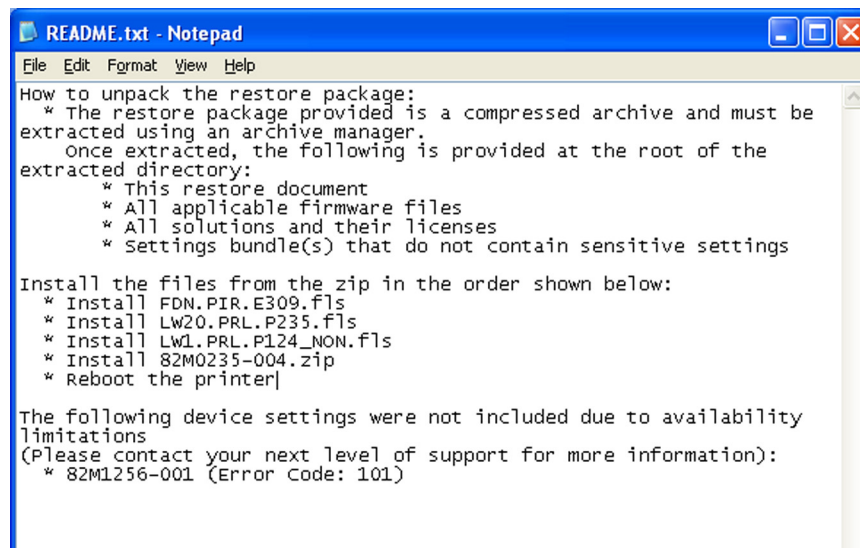 README.txt - Notepad
File Edit Format View Help
How to unpack the restore package:
* The restore package provided is a compressed archive and must be
extracted using an archive manager.
Once extracted, the following is provided at the root of the
extracted directory:
* This restore document
* All applicable firmware files
* All solutions and their licenses
* Settings bundle(s) that do not contain sensitive settings
Install the files from the zip in the order shown below:
* Install FDN.PIR.E309.fls
* Install LW20.PRL.P235.fls
* Install LW1.PRL.P124_NON.fls
* Install 82M0235-004.zip
* Reboot the printer
The following device settings were not included due to availability
limitations
(Please contact your next level of support for more information):
* 82M1256-001 (Error Code: 101)